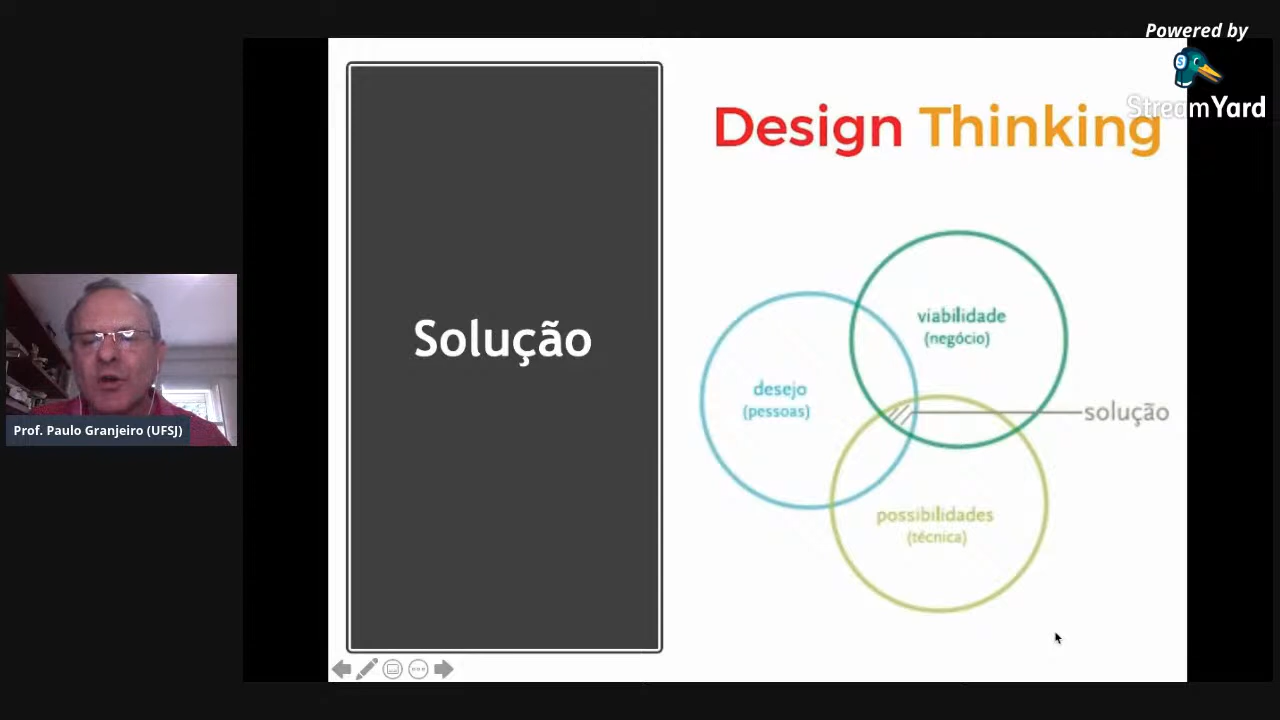 Powered by
StreamYard
Design Thinking
Solução
viabilidade
(negócio)
desejo
(pessoas)
solução
possibilidades
(técnica)
Prof. Paulo Granjeiro (UFSJ)